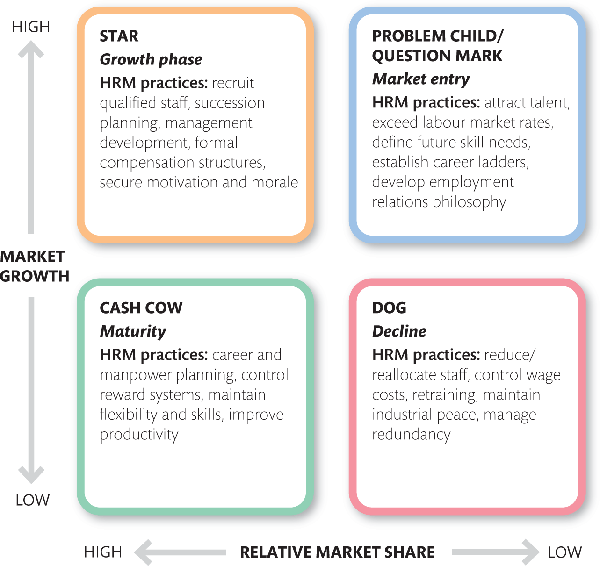 HIGH
STAR
Growth phase
HRM practices: recruit
qualified staff, succession
planning, management
development, formal
compensation structures,
secure motivation and morale
PROBLEM CHILD/
QUESTION MARK
Market entry
HRM practices: attract talent,
exceed labour market rates,
define future skill needs,
establish career ladders,
develop employment
relations philosophy
MARKET
GROWTH
CASH COW
Maturity
HRM practices: career and
manpower planning, control
reward systems, maintain
flexibility and skills, improve
productivity
DOG
Decline
HRM practices: reduce/
reallocate staff, control wage
costs, retraining, maintain
industrial peace, manage
redundancy
LOW
HIGH
RELATIVE MARKET SHARE
LOW